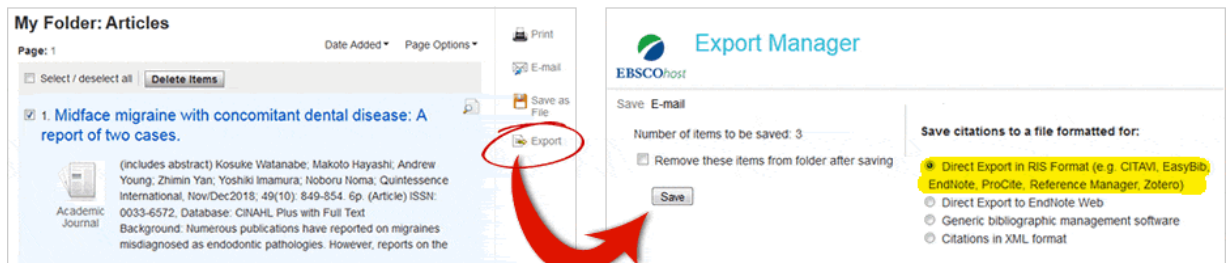 My Folder: Articles
Page: 1
Date Added Page Options
Select / deselect all Delete Items
1. Midface migraine with concomitant dental disease: A
report of two cases.
(includes abstract) Kosuke Watanabe; Makoto Hayashi; Andrew
Young; Zhimin Yan; Yoshiki Imamura; Noboru Noma; Quintessence
International, Nov/Dec2018; 49(10): 849-854. 6p. (Article) ISSN:
0033-6572, Database: CINAHL Plus with Full Text
Background: Numerous publications have reported on migraines
misdiagnosed as endodontic pathologies. However, reports on the
Academic
Journal
Print
E-mail
Save as
File
Export
EBSCOhost
Export Manager
Save E-mail
Number of items to be saved: 3
Remove these items from folder after saving
Save
Save citations to a file formatted for:
Direct Export in RIS Format (e.g. CITAVI, EasyBib,
EndNote, ProCite, Reference Manager, Zotero)
Direct Export to EndNote Web
Generic bibliographic management software
Citations in XML format